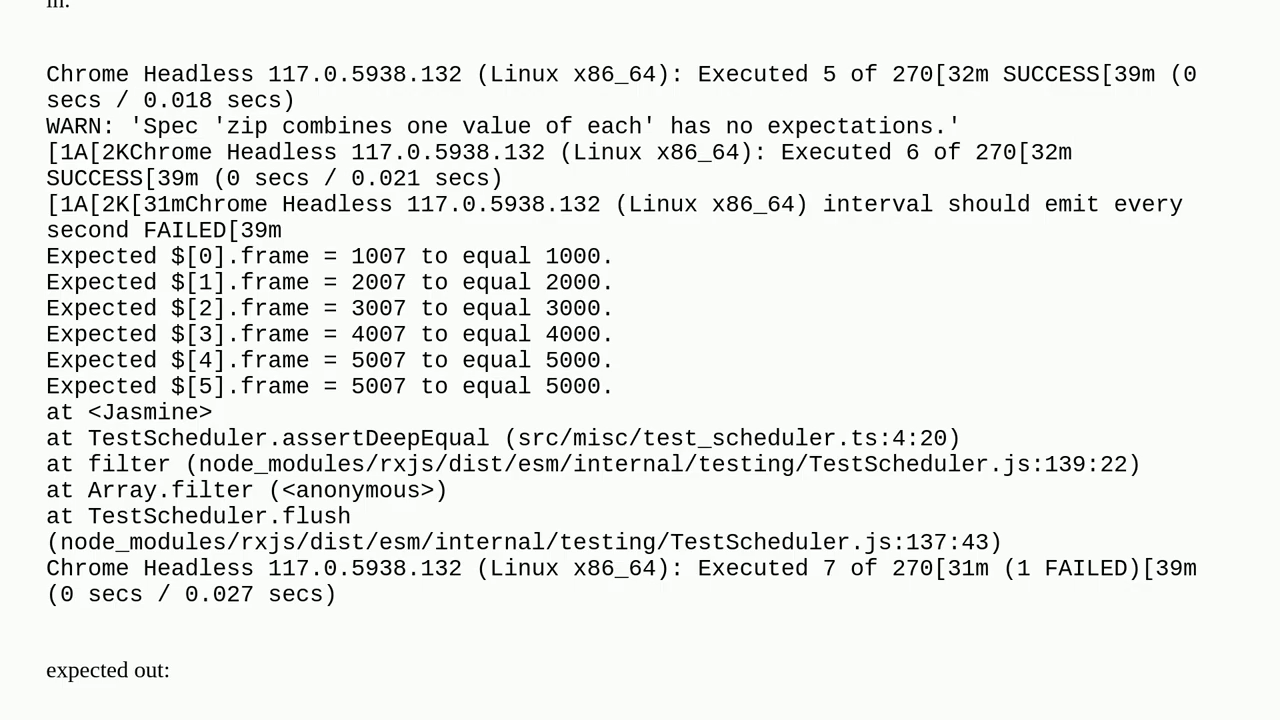 in:
Chrome Headless 117.0.5938.132 (Linux x86_64): Executed 5 of 270[32m SUCCESS[39m (0
secs / 0.018 secs)
WARN: 'Spec 'zip combines one value of each' has no expectations.'
[1A[2KChrome Headless 117.0.5938.132 (Linux x86_64): Executed 6 of 270[32m
SUCCESS[39m (0 secs / 0.021 secs)
[1A[2K[31mChrome Headless 117.0.5938.132 (Linux x86_64) interval should emit every
second FAILED[39m
Expected $[0].frame = 1007 to equal 1000.
Expected $[1].frame = 2007 to equal 2000.
Expected $[2].frame = 3007 to equal 3000.
Expected $[3].frame = 4007 to equal 4000.
Expected $[4].frame = 5007 to equal 5000.
Expected $[5].frame = 5007 to equal 5000.
at <Jasmine>
at TestScheduler.assertDeepEqual (src/misc/test_scheduler.ts:4:20)
at filter (node_modules/rxjs/dist/esm/internal/testing/TestScheduler.js:139:22)
at Array.filter (<anonymous>)
at TestScheduler.flush
(node_modules/rxjs/dist/esm/internal/testing/TestScheduler.js:137:43)
Chrome Headless 117.0.5938.132 (Linux x86_64): Executed 7 of 270[31m (1 FAILED)[39m
(0 secs / 0.027 secs)
expected out: